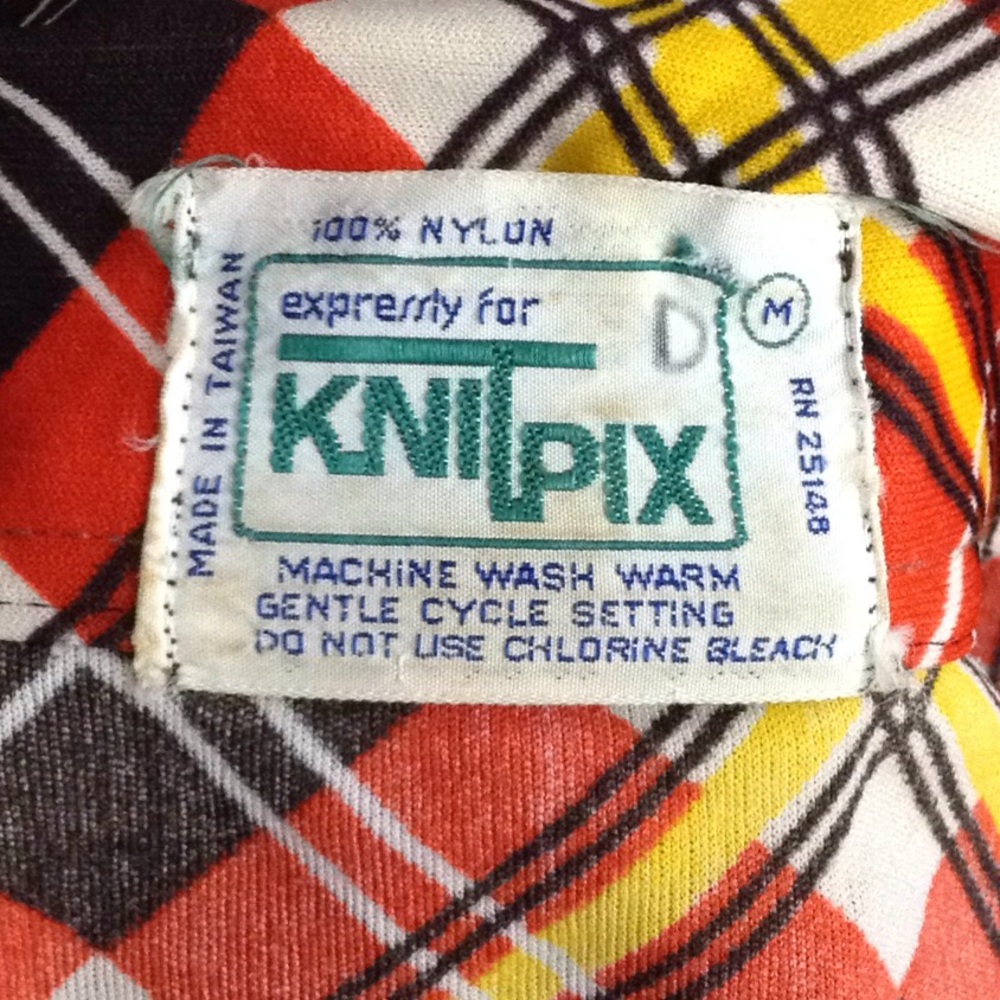 100% NYLON
MADE IN TAIWAN
expressly for
D
M
KNITPIX
RN 25148
MACHINE WASH WARM
GENTLE CYCLE SETTING
DO NOT USE CHLORINE BLEACH